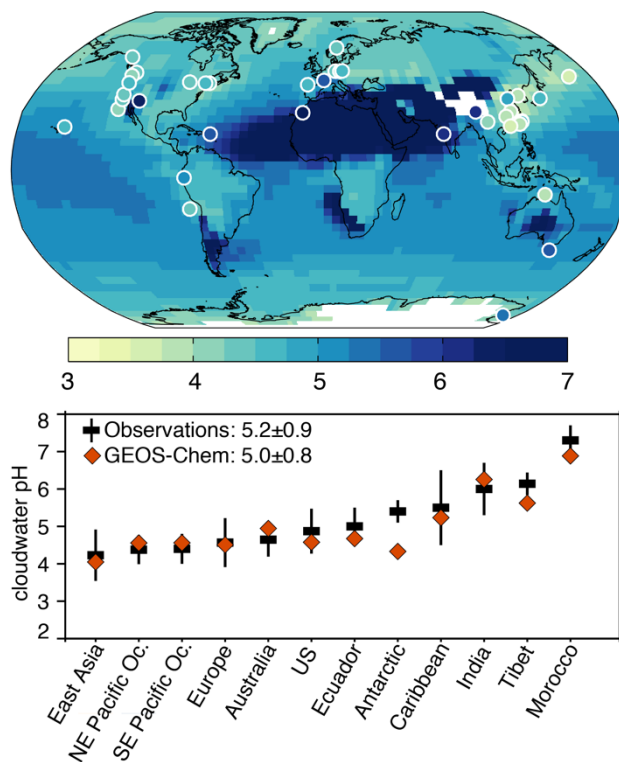 3 4 5 6 7
8
Observations: 5.2±0.9
7
GEOS-Chem: 5.0±0.8
6
5
4
3
2
cloudwater pH
East Asia
NE Pacific Oc.
SE Pacific Oc.
Europe
Australia
US
Ecuador
Antarctic
Caribbean
India
Tibet
Morocco